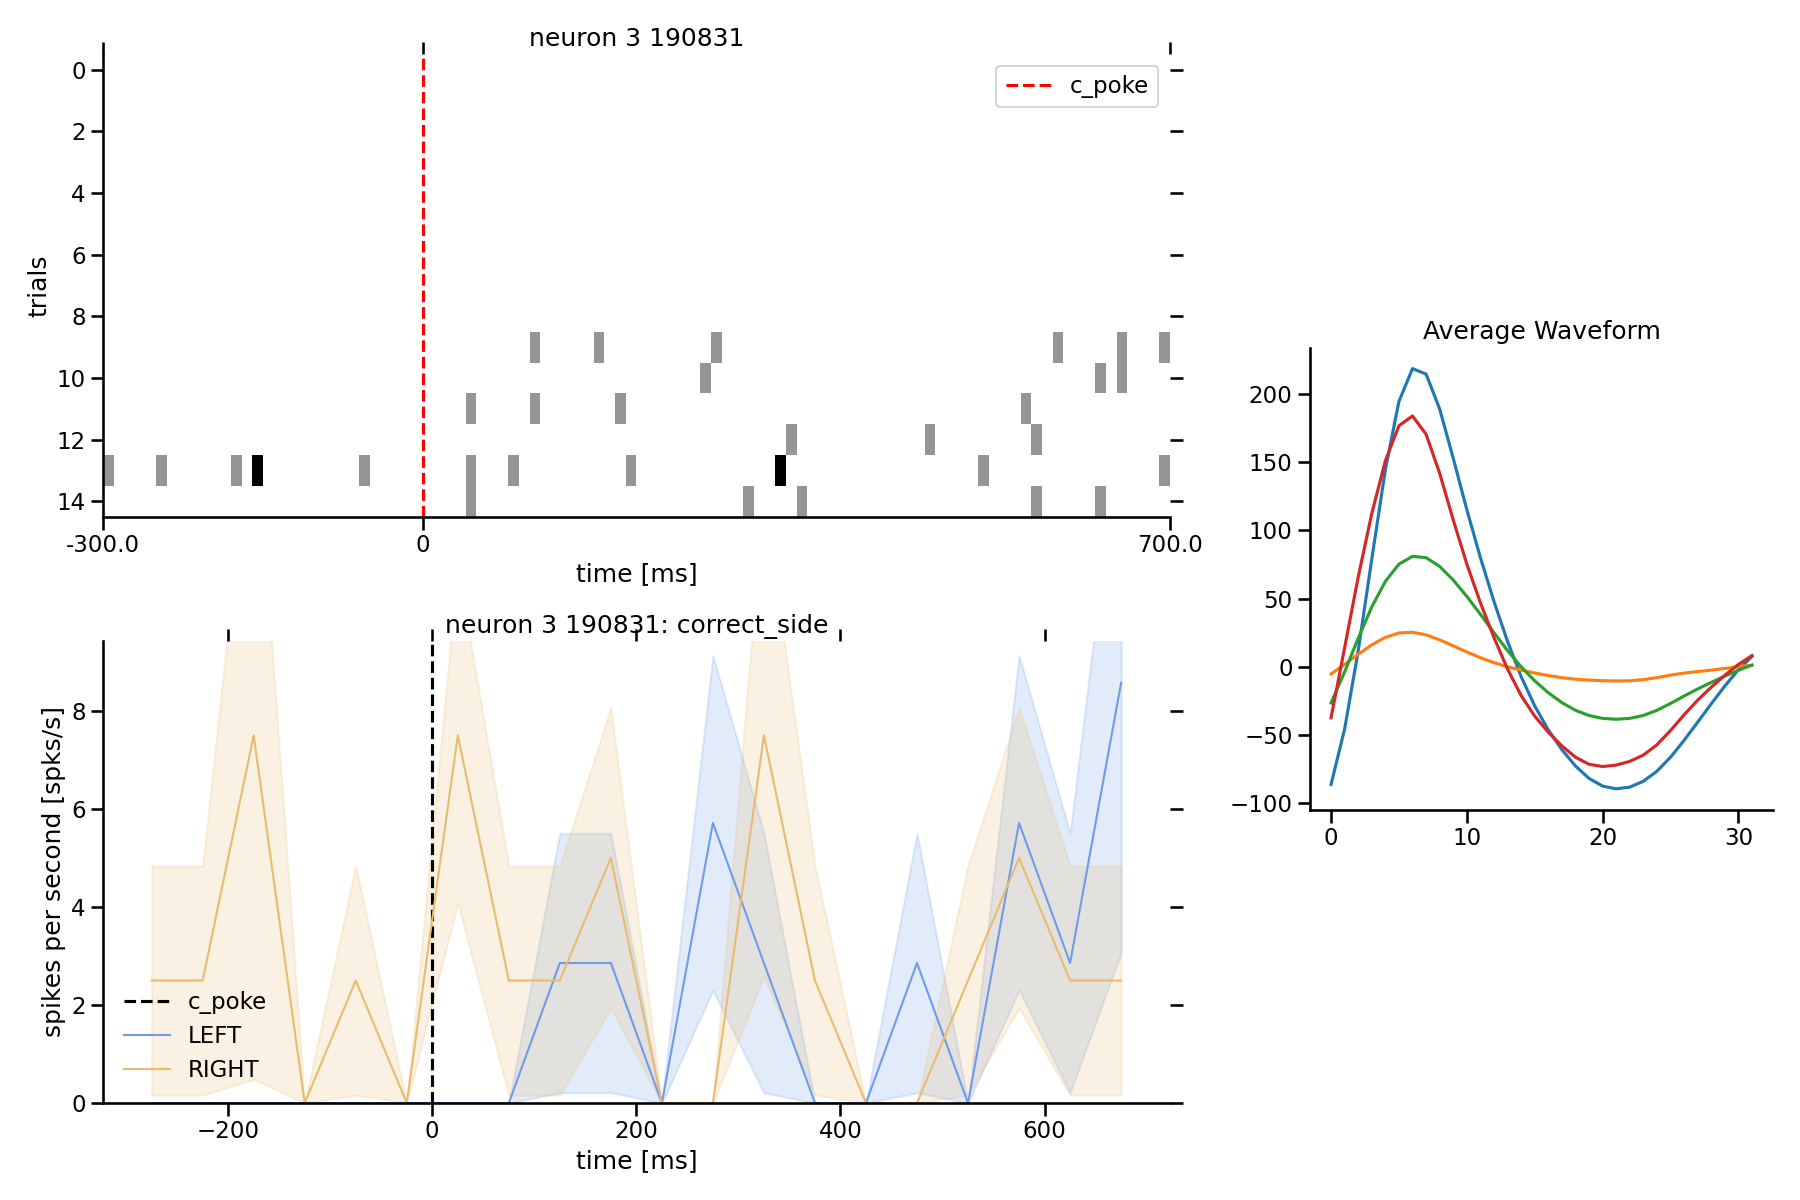 neuron 3 190831
c_poke
trials
0
2
4
6
8
10
12
14
-300.0
0
700.0
time [ms]
neuron 3 190831: correct_side
spikes per second [spks/s]
8
6
4
2
0
c_poke
LEFT
RIGHT
−200
0
200
400
600
time [ms]
Average Waveform
200
150
100
50
0
−50
−100
0
10
20
30